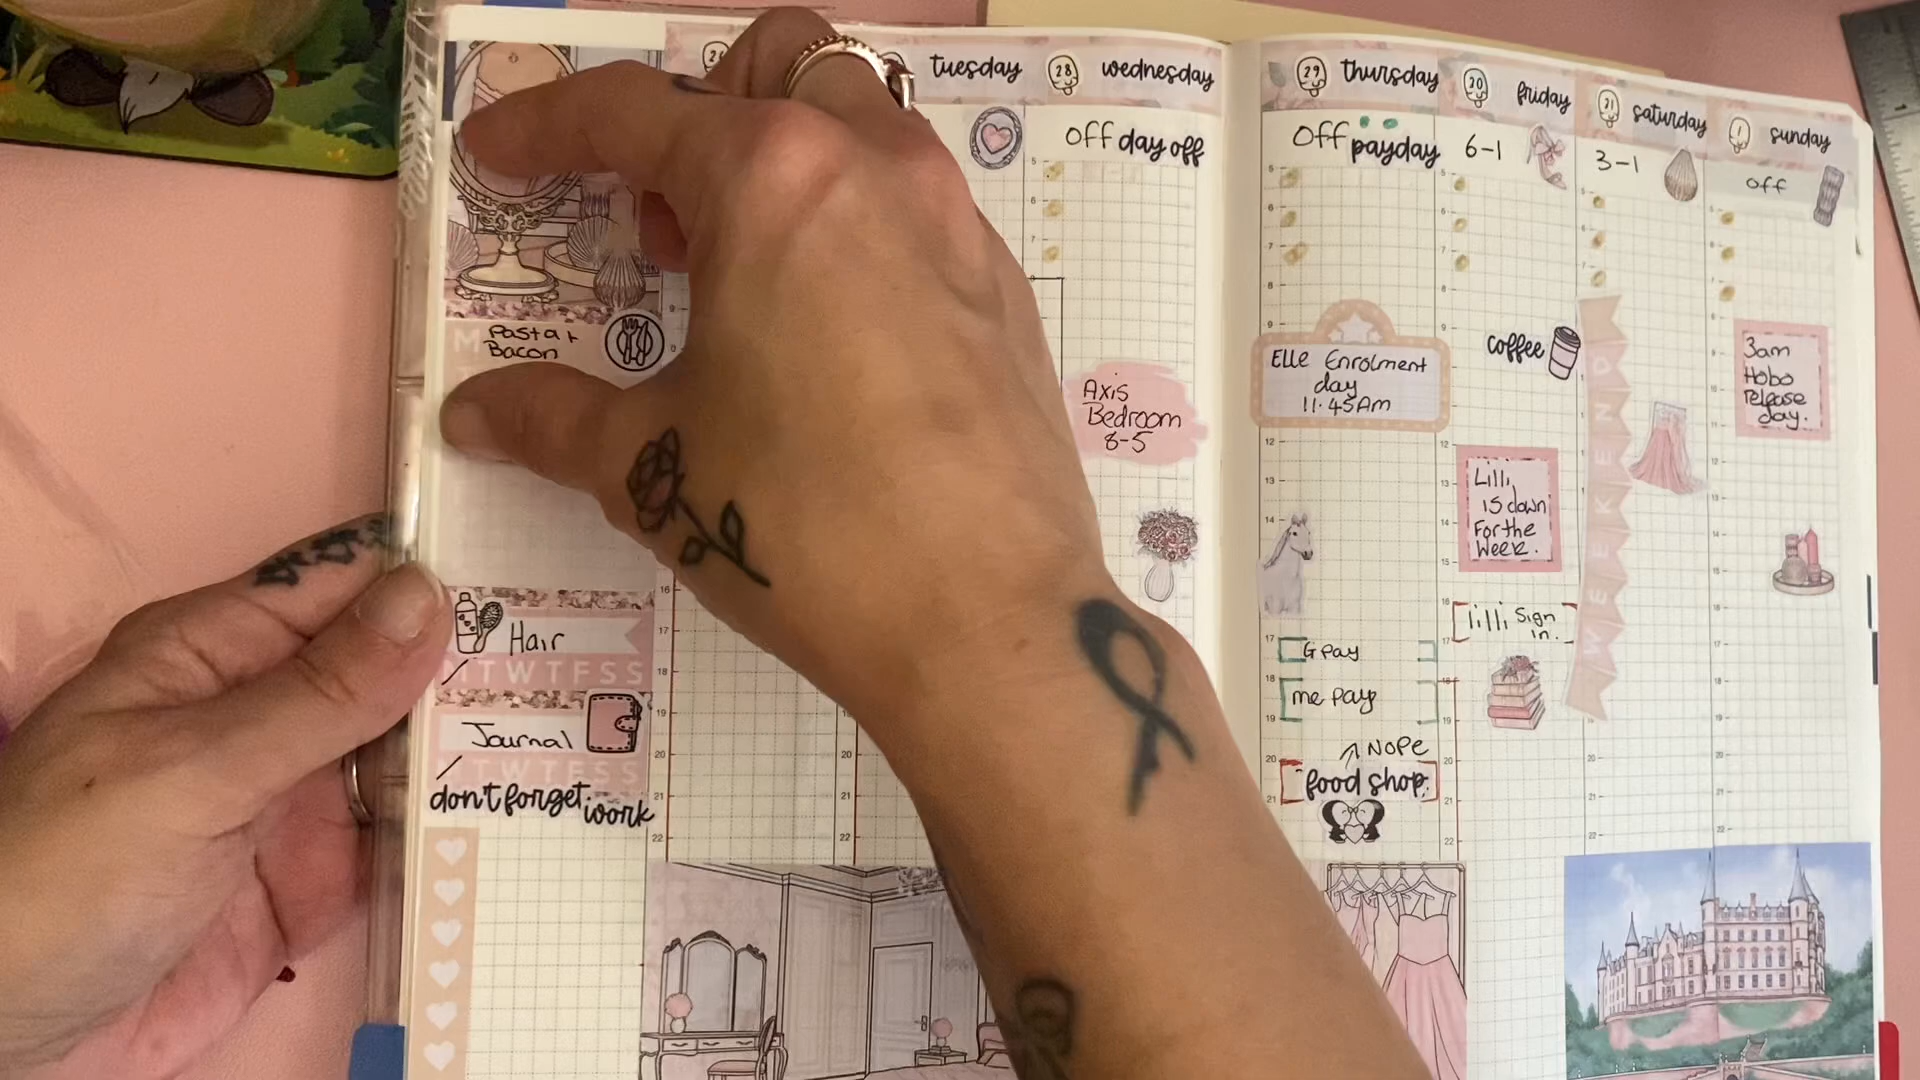 tuesday
28 wednesday
29 thursday
20 friday
21 saturday
1 sunday
off day off
off payday
6-1
3-1
off
Pasta +
Bacon
Axis
Bedroom
8-5
Elle Enrolment
day
11.45Am
coffee
WEEKEND
3am
Hobo
release
day.
Lilli
is down
For the
Week.
lilli Sign
in.
G pay
me pay
↑ NOPE
food shop
Hair
MTWTFSS
Journal
MTWTFSS
don't forget work